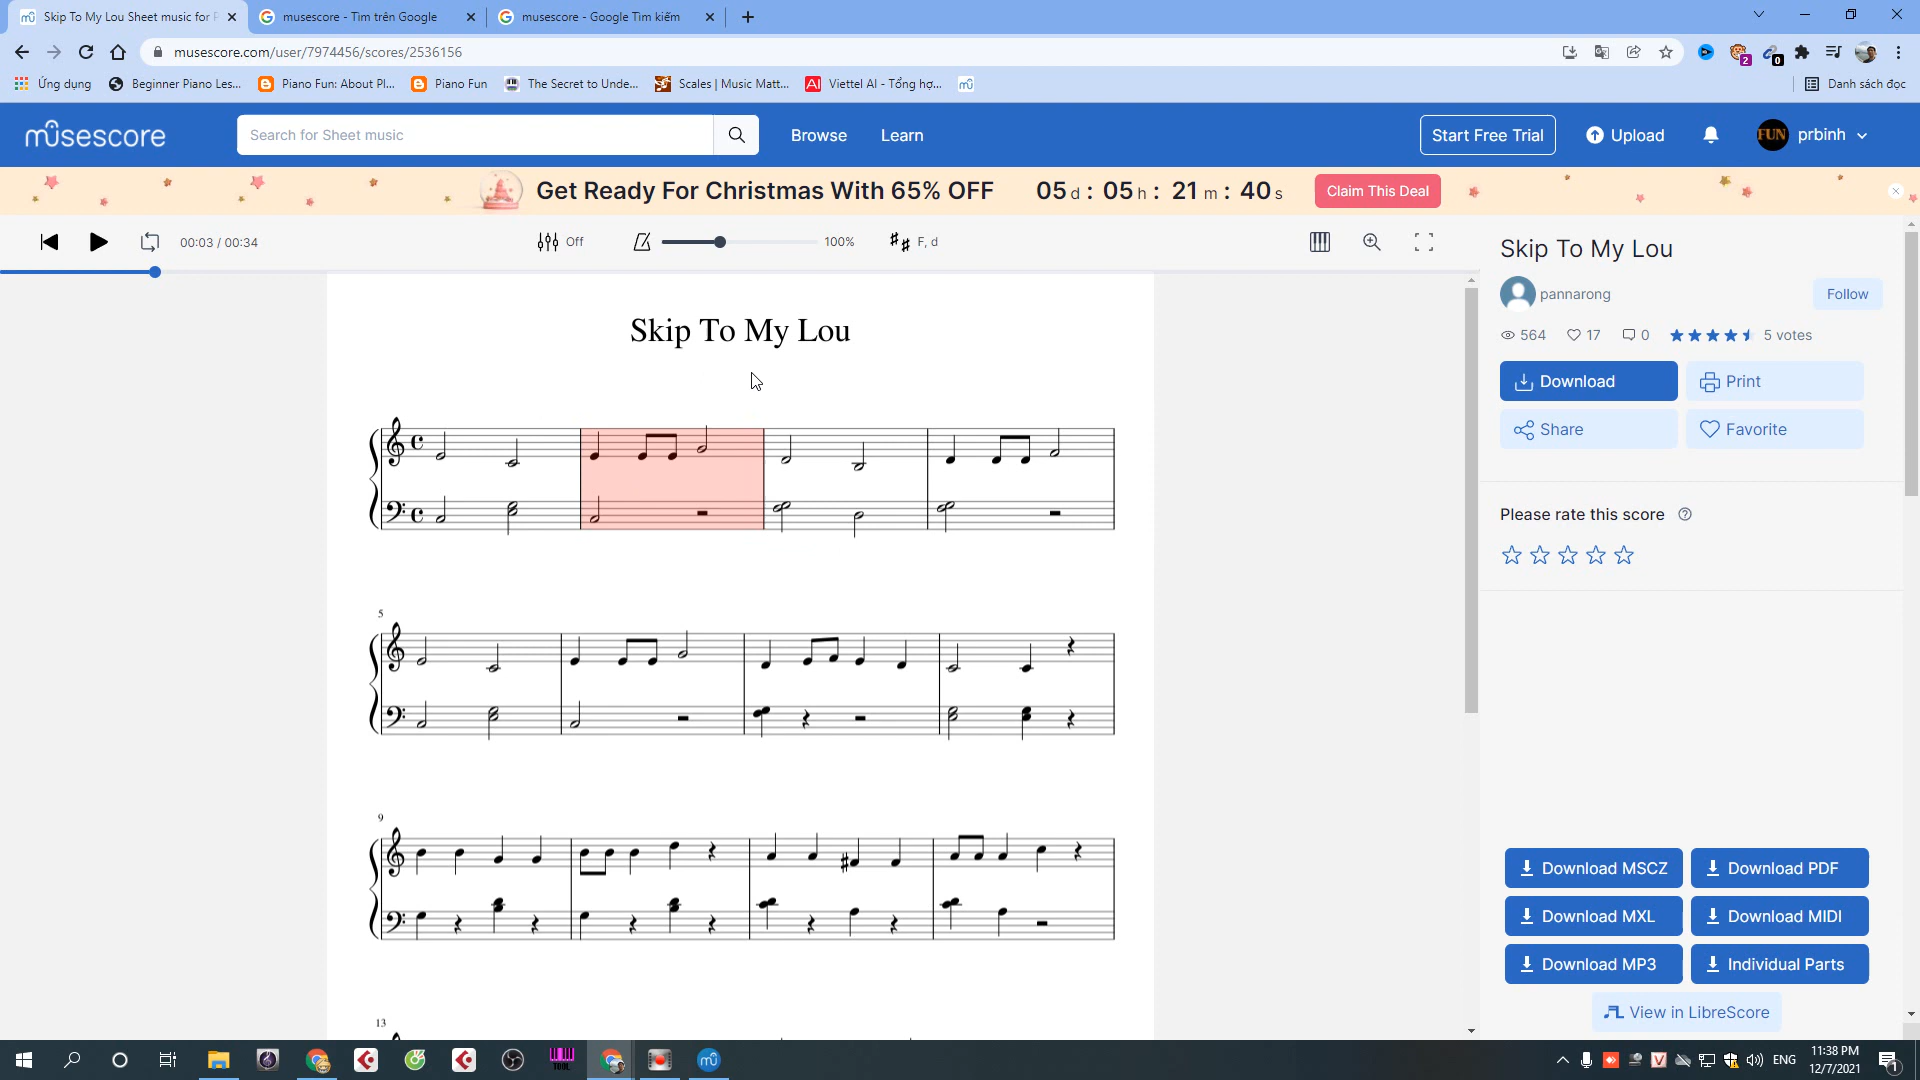 Skip To My Lou Sheet music for P
musescore - Tìm trên Google
musescore - Google Tìm kiếm
musescore.com/user/7974456/scores/2536156
2
0
Ứng dụng
Beginner Piano Les...
Piano Fun: About Pl...
Piano Fun
The Secret to Unde...
Scales | Music Matt...
AI
Viettel AI - Tổng hợ...
Danh sách đọc
musescore
Search for Sheet music
Browse
Learn
Start Free Trial
Upload
FUN
prbinh
Get Ready For Christmas With 65% OFF
05 d : 05 h : 21 m : 40 s
Claim This Deal
00:03 / 00:34
Off
100%
F, d
Skip To My Lou
pannarong
Follow
564
17
0
5 votes
Download
Print
Share
Favorite
Please rate this score
Skip To My Lou
5
9
13
Download MSCZ
Download PDF
Download MXL
Download MIDI
Download MP3
Individual Parts
View in LibreScore
TOOL
ENG
11:38 PM
12/7/2021
1